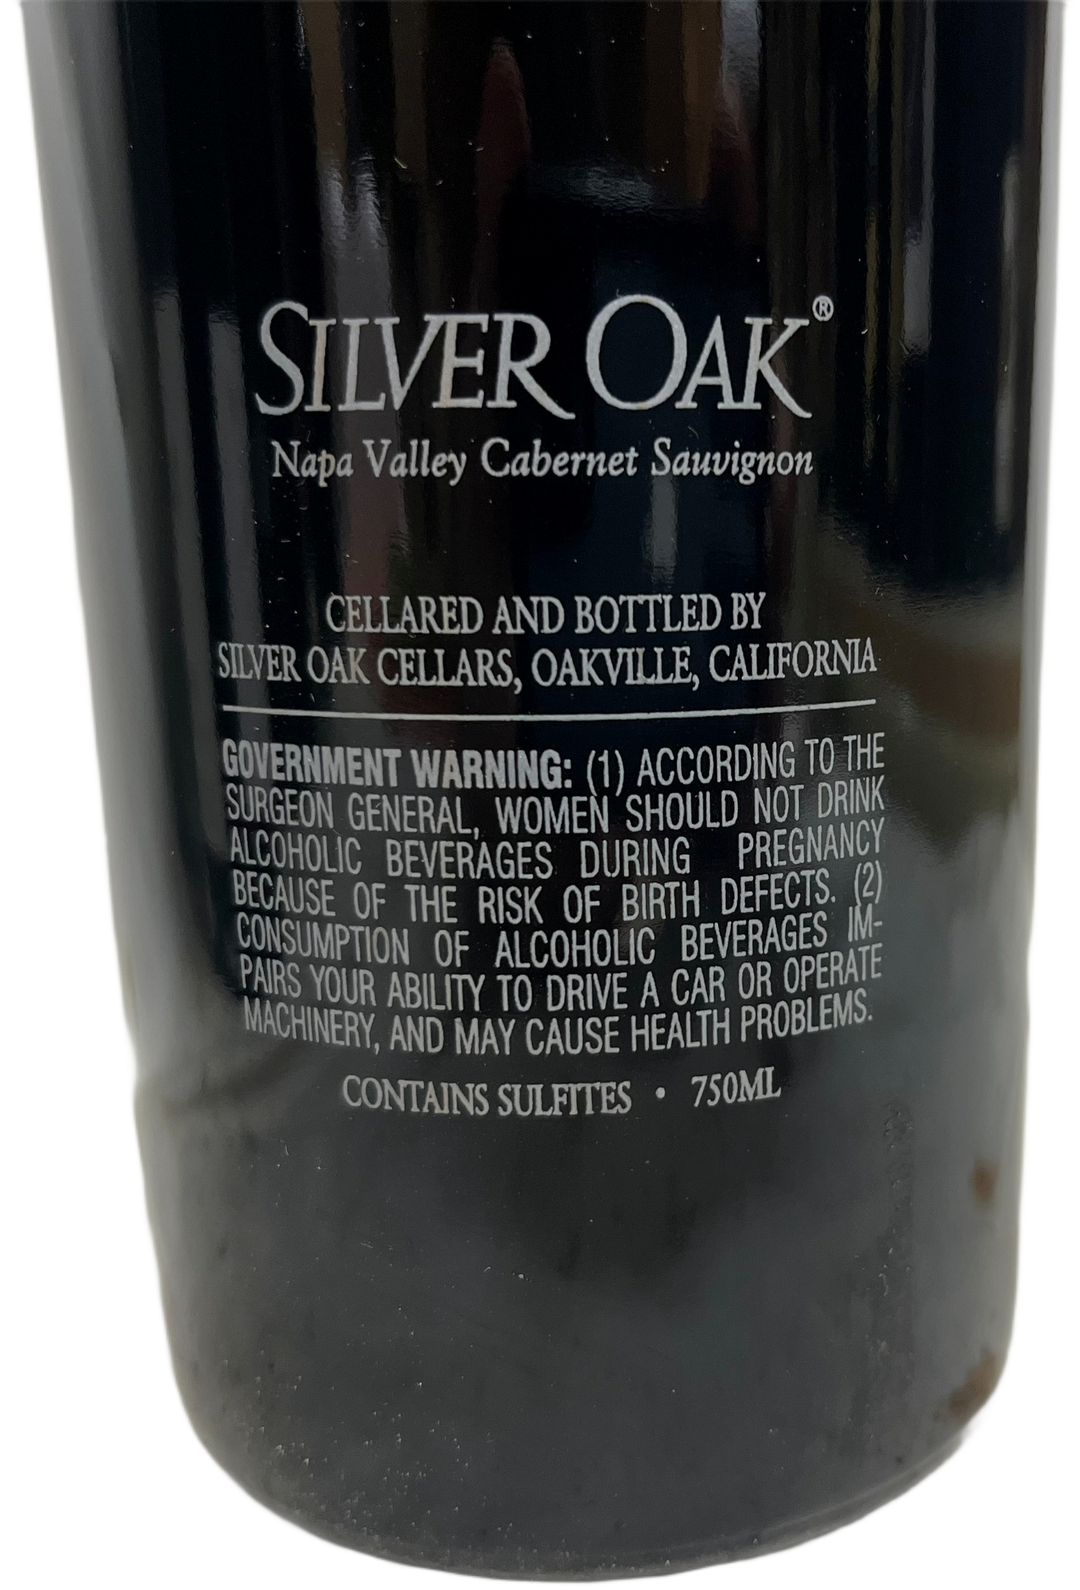 SILVER OAK®
Napa Valley Cabernet Sauvignon
CELLARED AND BOTTLED BY
SILVER OAK CELLARS, OAKVILLE, CALIFORNIA
GOVERNMENT WARNING: (1) ACCORDING TO THE
SURGEON GENERAL, WOMEN SHOULD NOT DRINK
ALCOHOLIC BEVERAGES DURING PREGNANCY
BECAUSE OF THE RISK OF BIRTH DEFECTS. (2)
CONSUMPTION OF ALCOHOLIC BEVERAGES IM-
PAIRS YOUR ABILITY TO DRIVE A CAR OR OPERATE
MACHINERY, AND MAY CAUSE HEALTH PROBLEMS.
CONTAINS SULFITES • 750ML